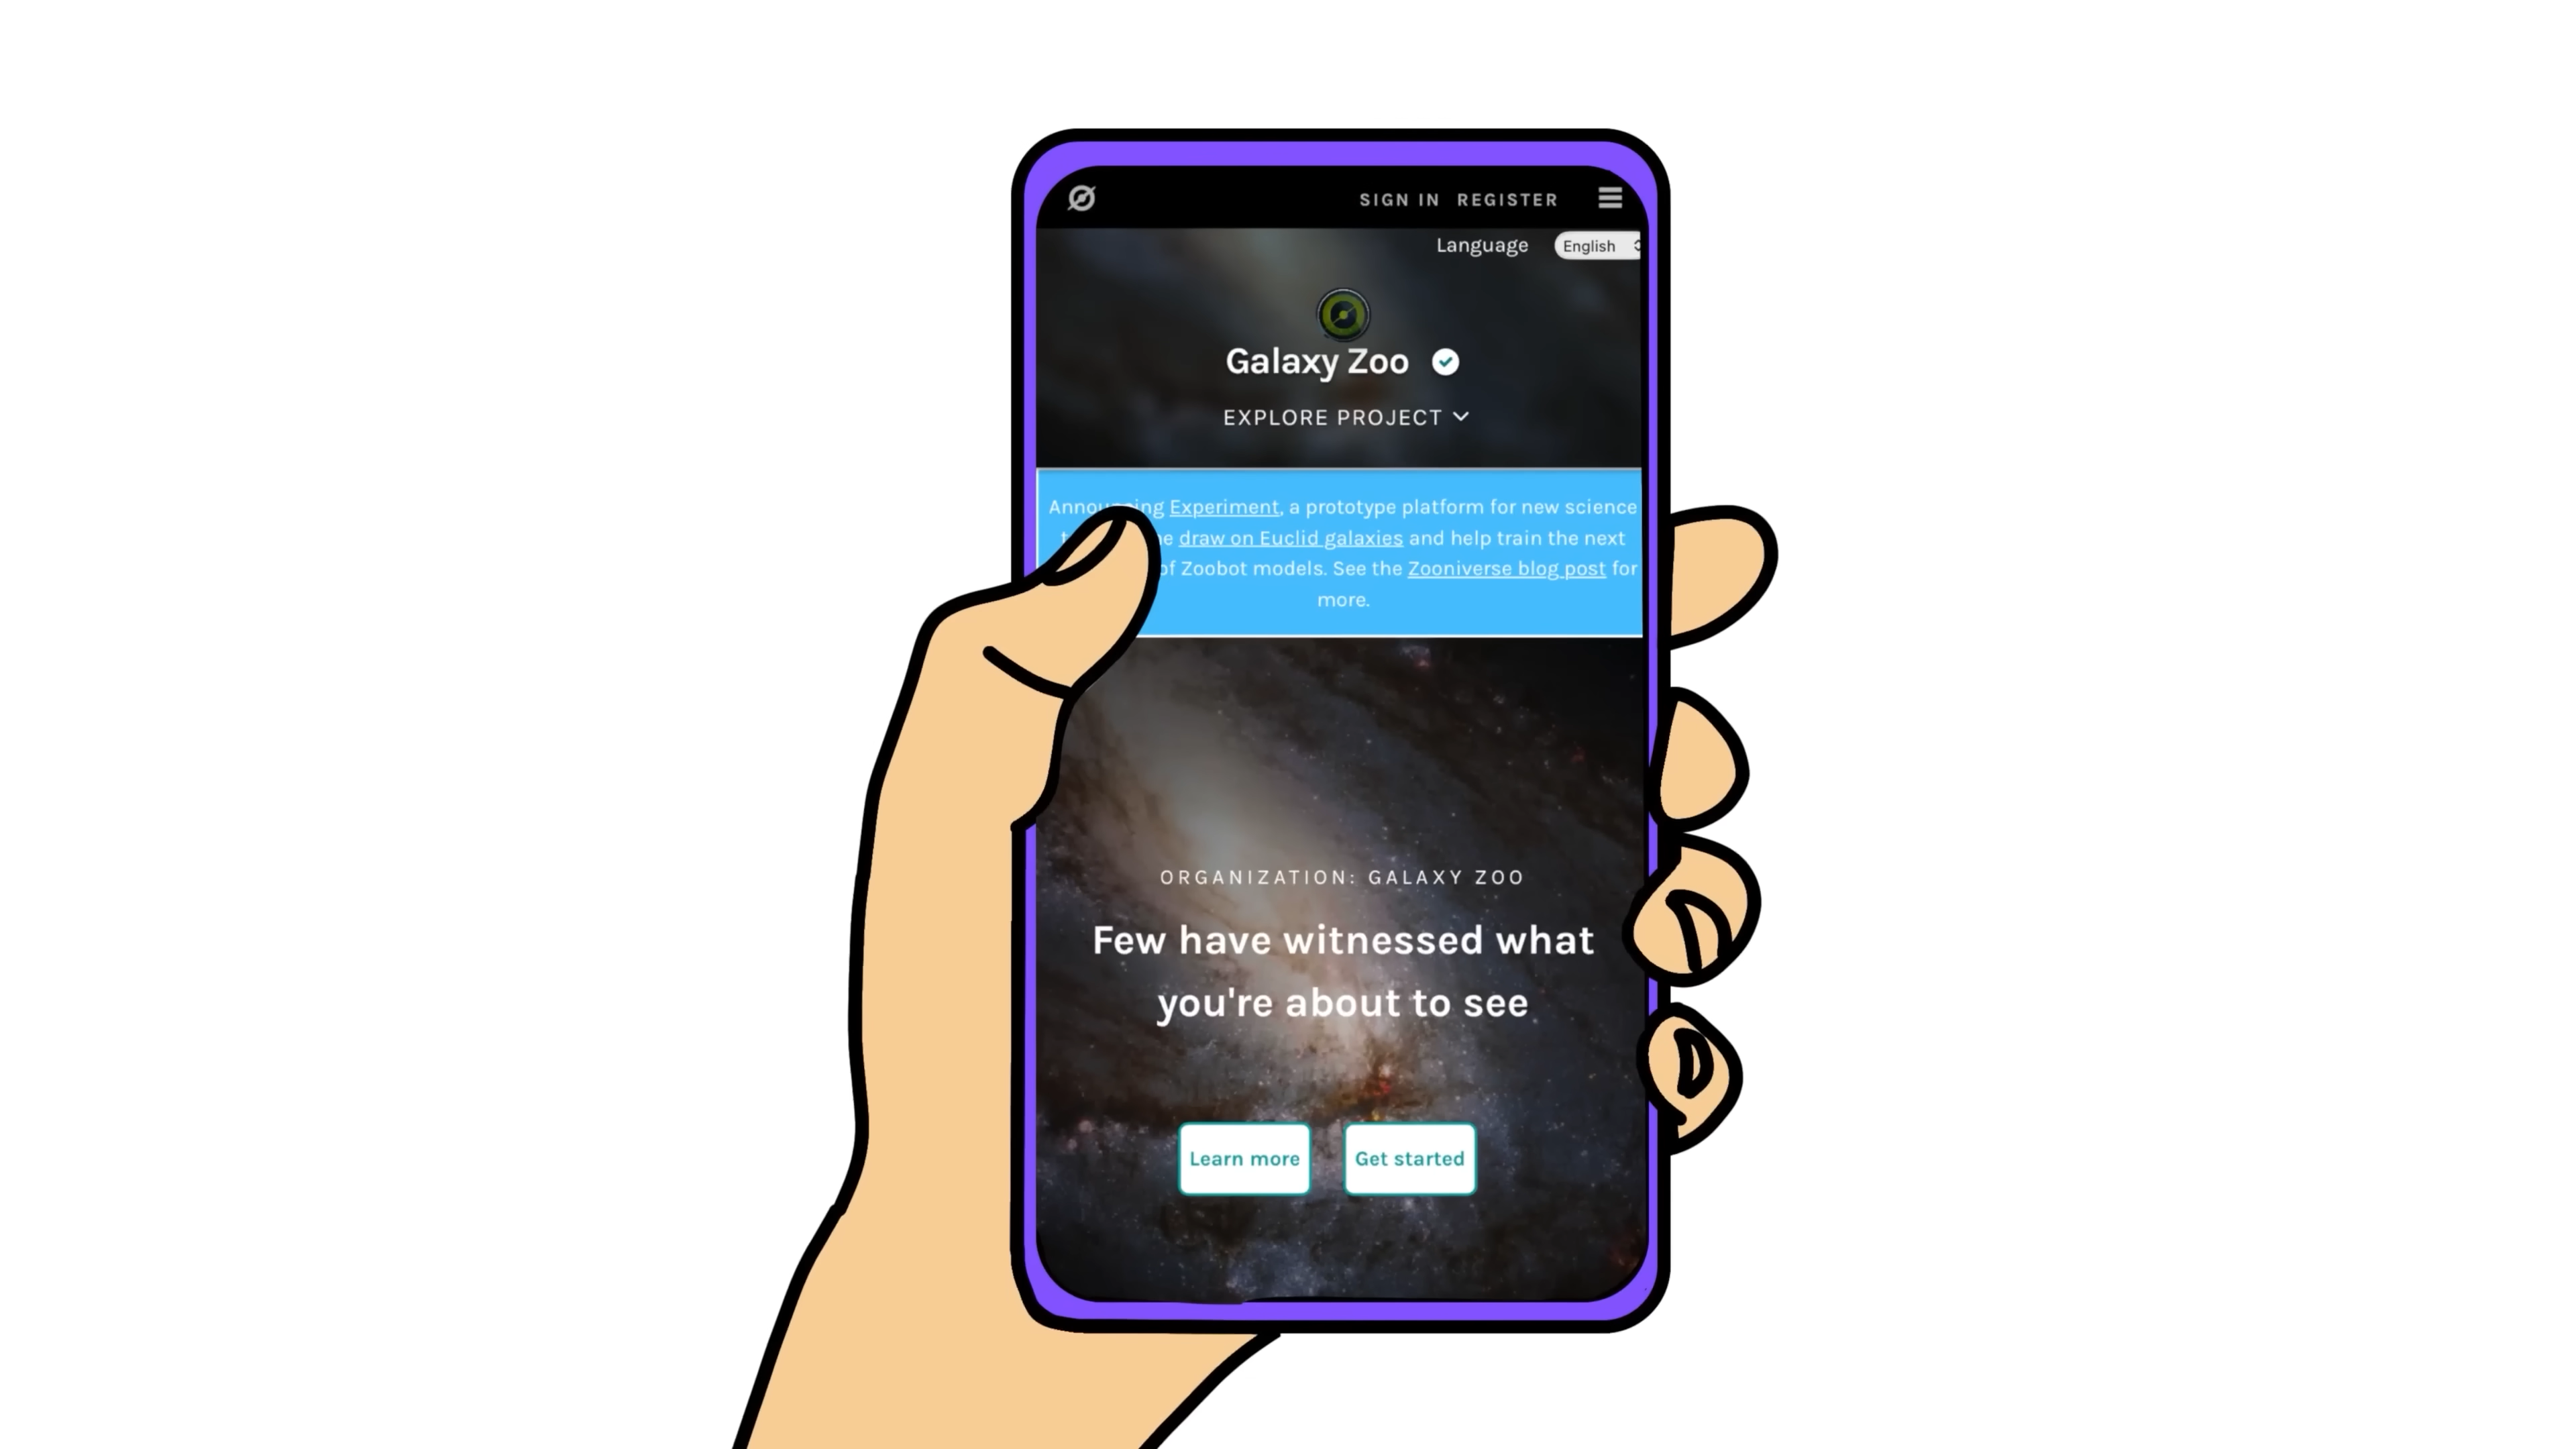 SIGN IN REGISTER
Language English
Galaxy Zoo
EXPLORE PROJECT
Experiment, a prototype platform for new science
draw on Euclid galaxies and help train the next
of Zoobot models. See the Zooniverse blog post for
more.
ORGANIZATION: GALAXY ZOO
Few have witnessed what
you're about to see
Learn more Get started